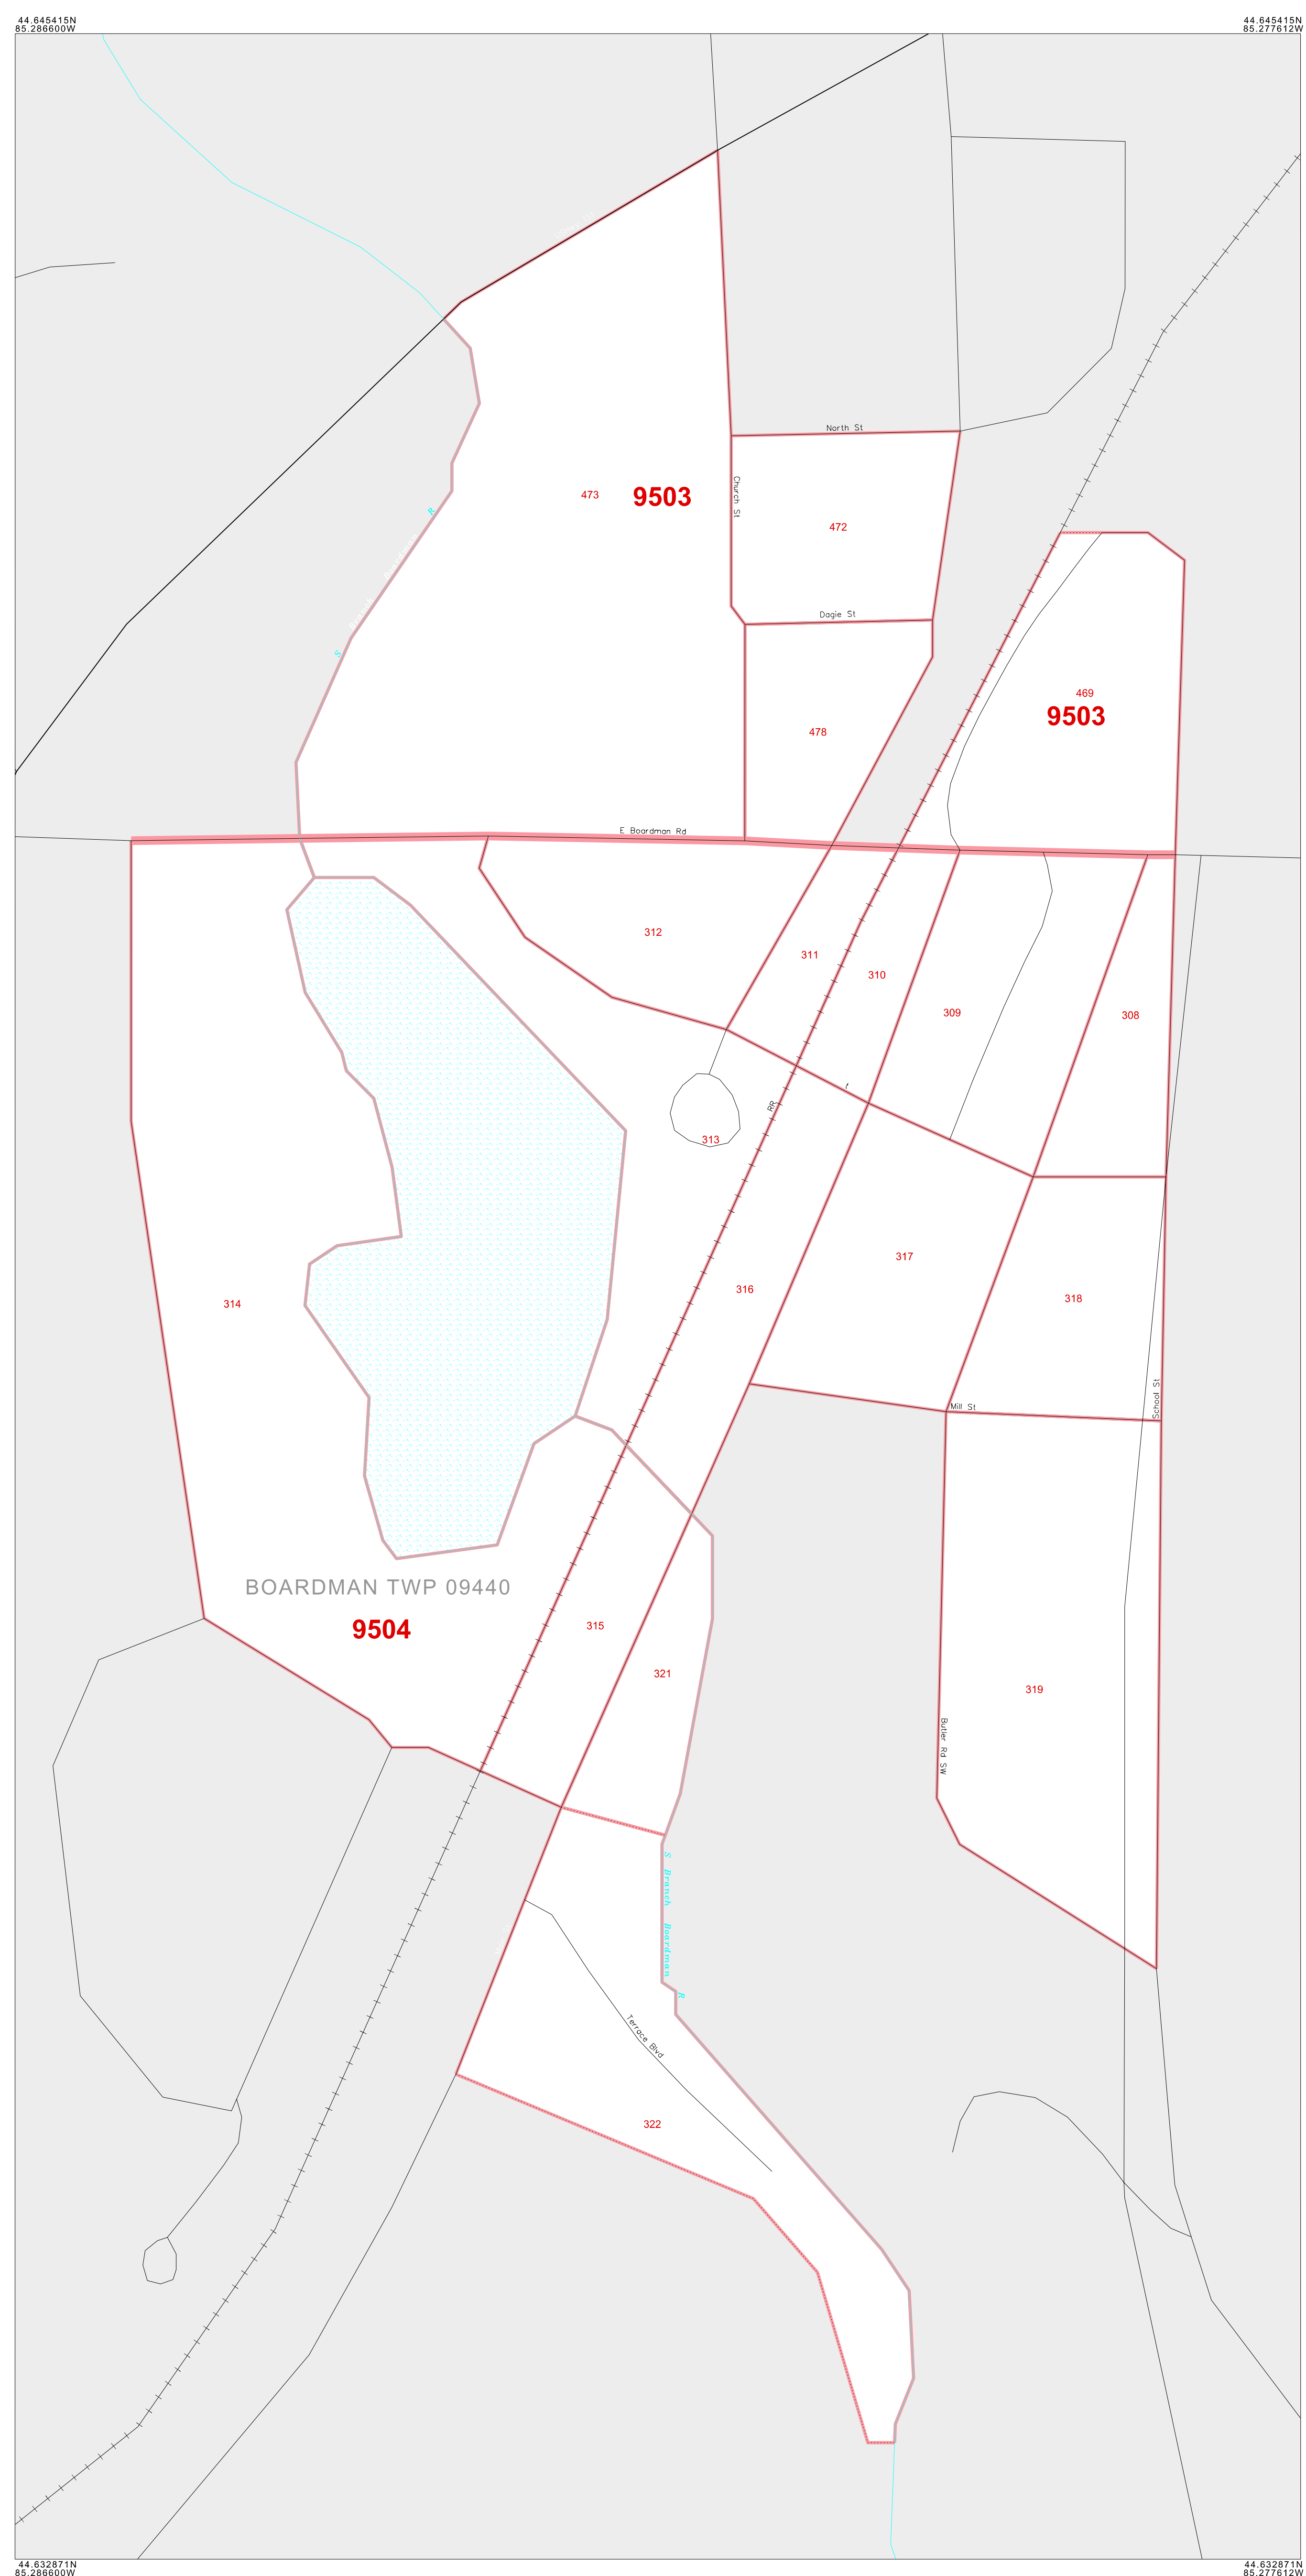 44.645415N
85.286600W
44.645415N
85.277612W
North St
Church St
473
9503
472
R
Dagie St
S
469
9503
478
E Boardman Rd
312
311
310
309
308
RR
313
317
316
318
314
School St
Mill St
BOARDMAN TWP 09440
9504
315
321
319
Butler Rd SW
S Branch Boardman R
Terrace Blvd
322
44.632871N
85.286600W
44.632871N
85.277612W